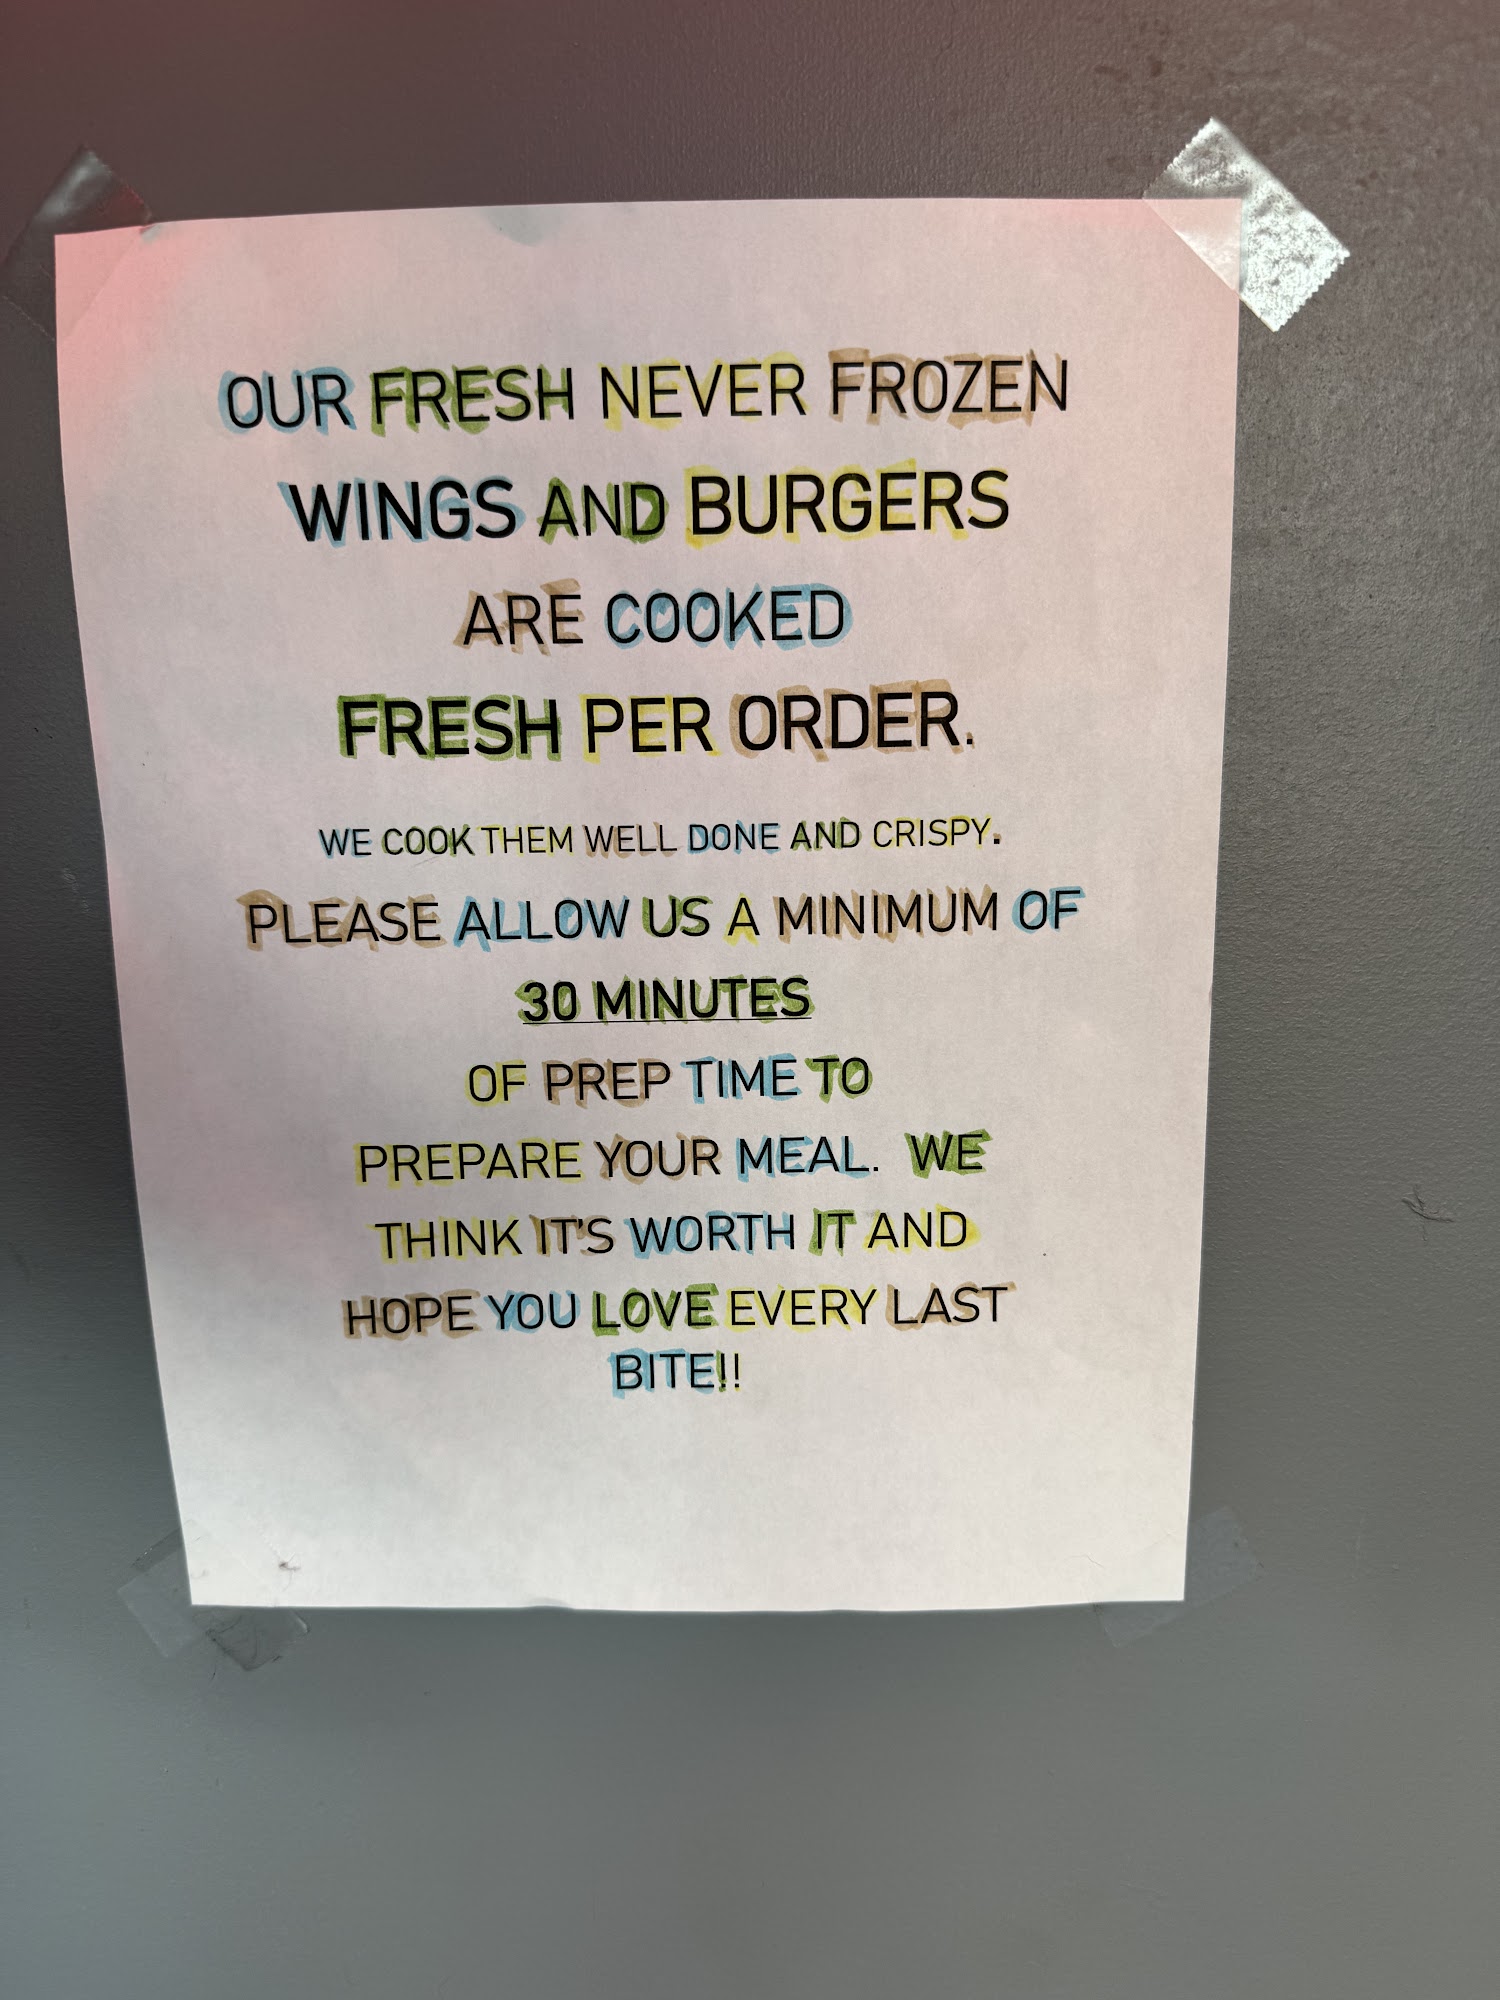 OUR FRESH NEVER FROZEN
WINGS AND BURGERS
ARE COOKED
FRESH PER ORDER.
WE COOK THEM WELL DONE AND CRISPY.
PLEASE ALLOW US A MINIMUM OF
30 MINUTES
OF PREP TIME TO
PREPARE YOUR MEAL. WE
THINK IT'S WORTH IT AND
HOPE YOU LOVE EVERY LAST
BITE!!